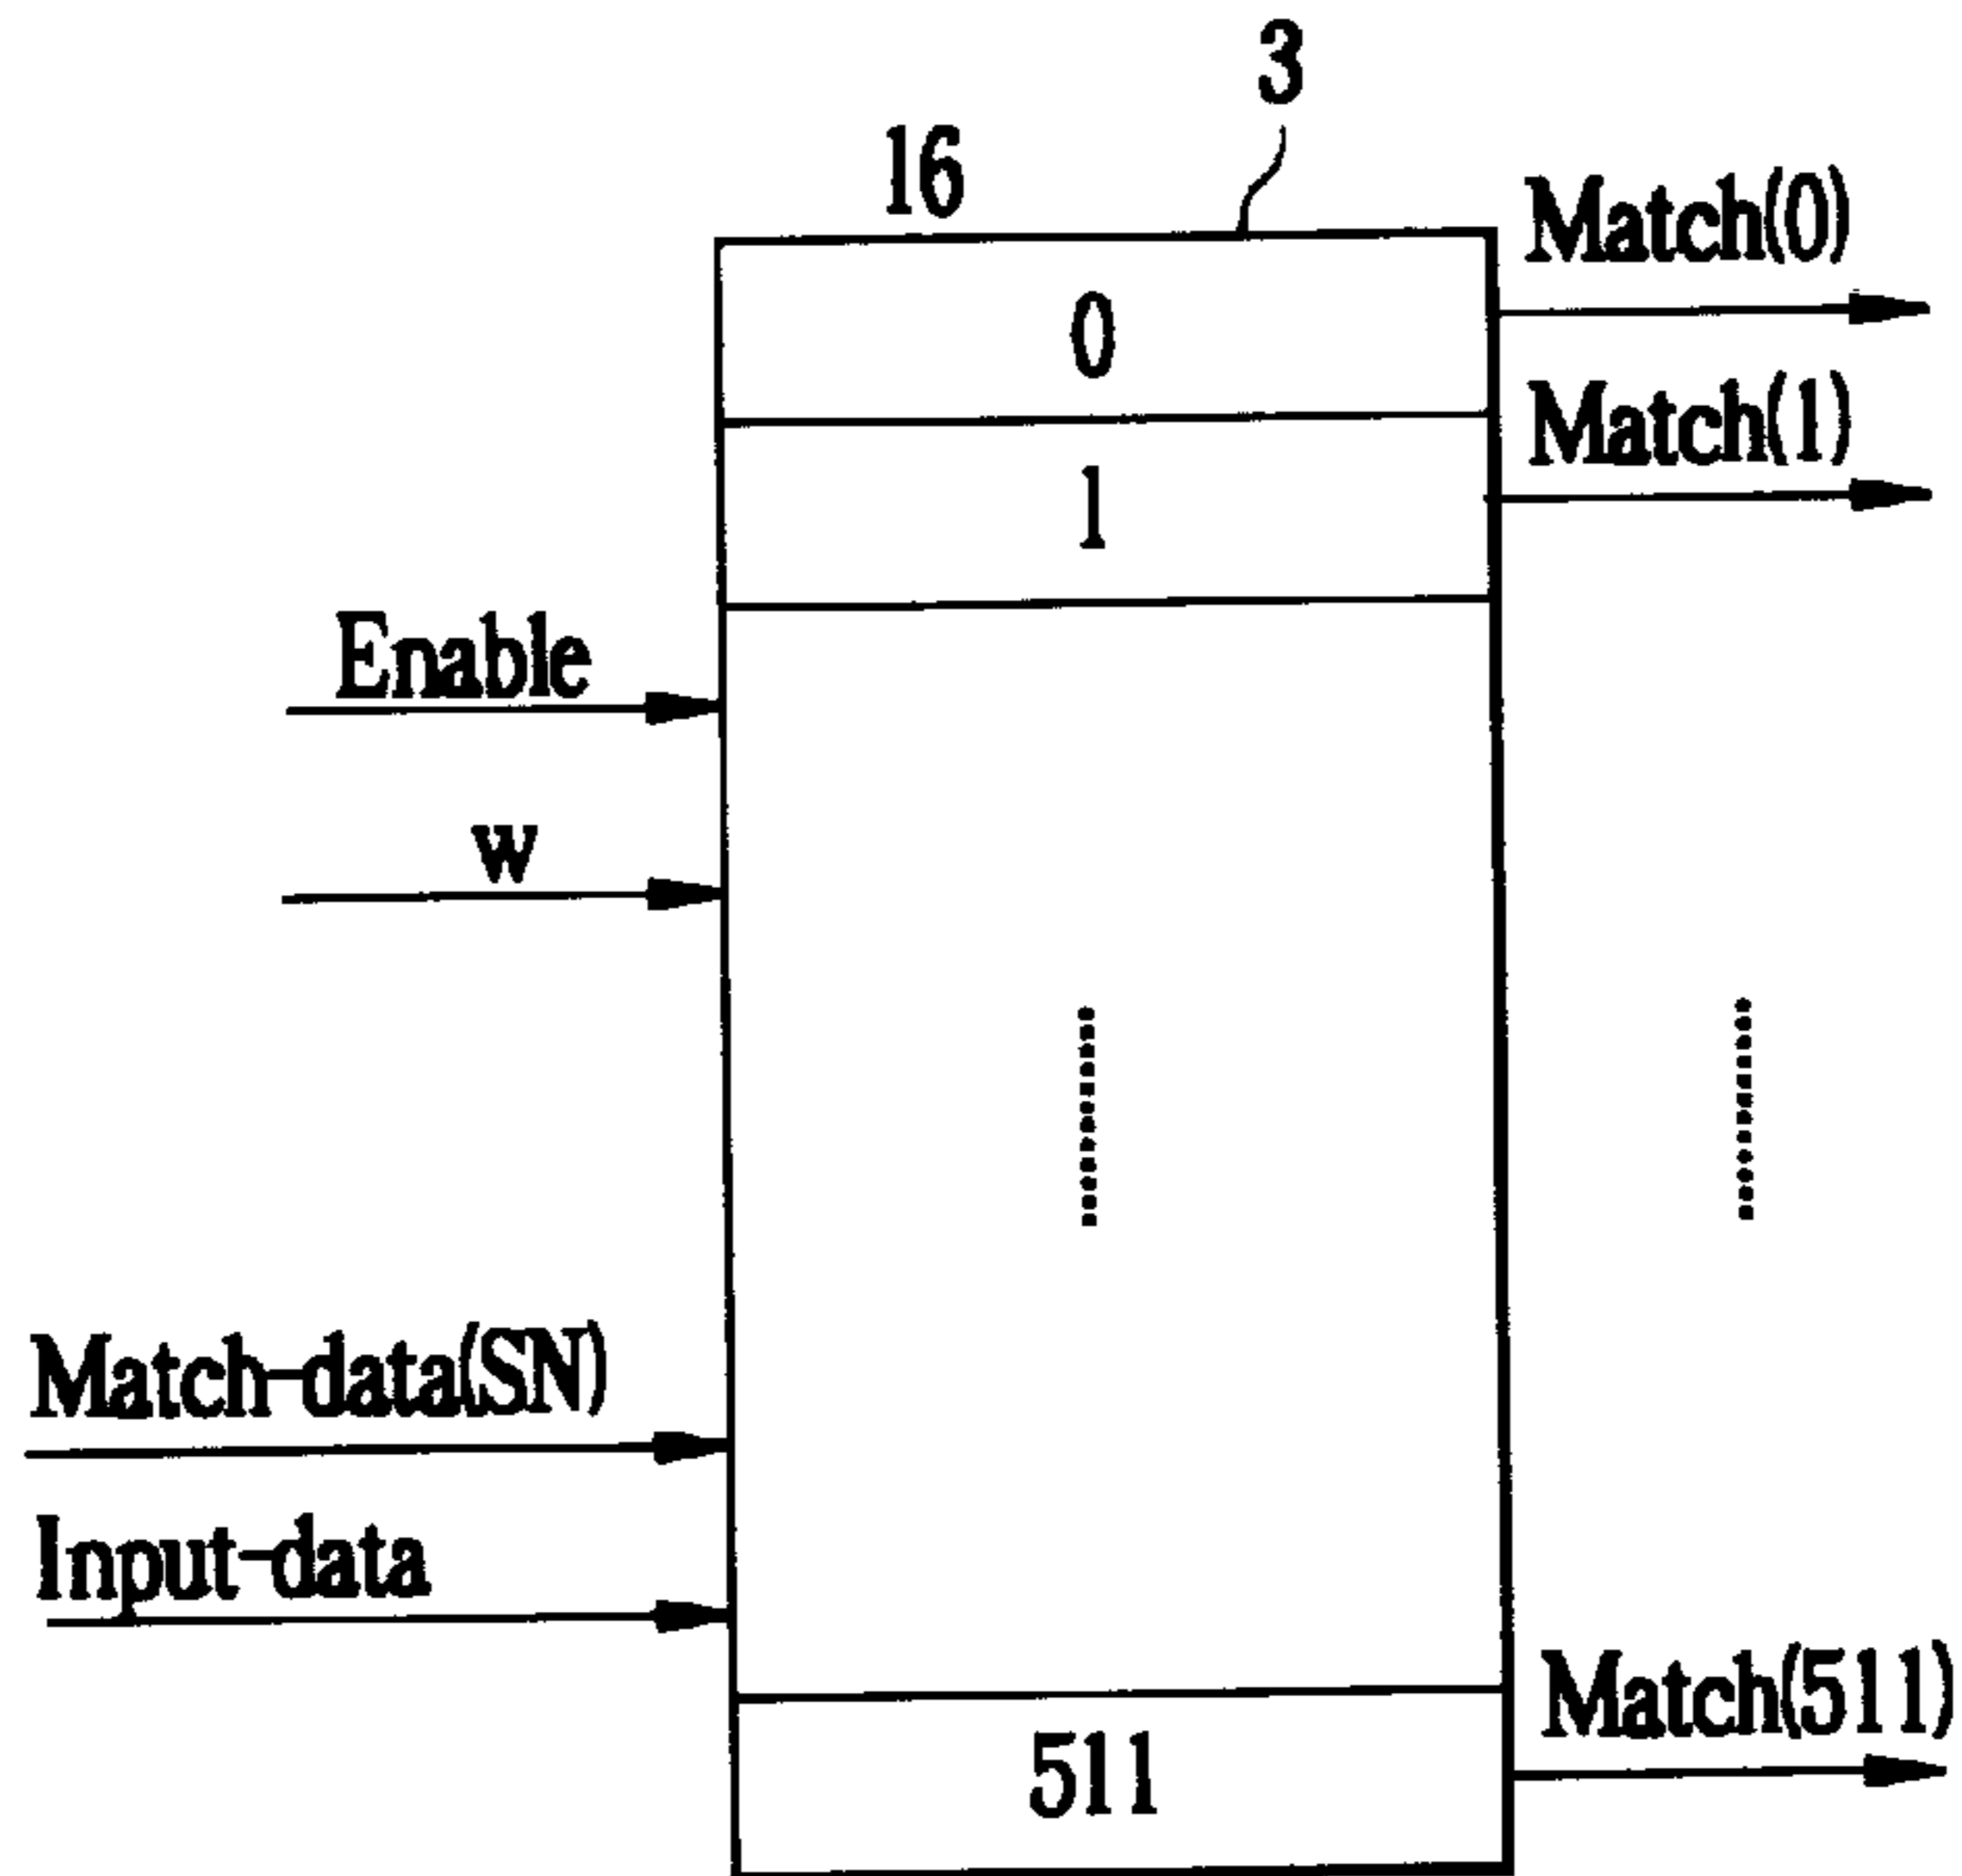 3
16
Match(0)
0
Match(1)
1
Enable
w
Match-data(SN)
Input-data
Match(511)
511